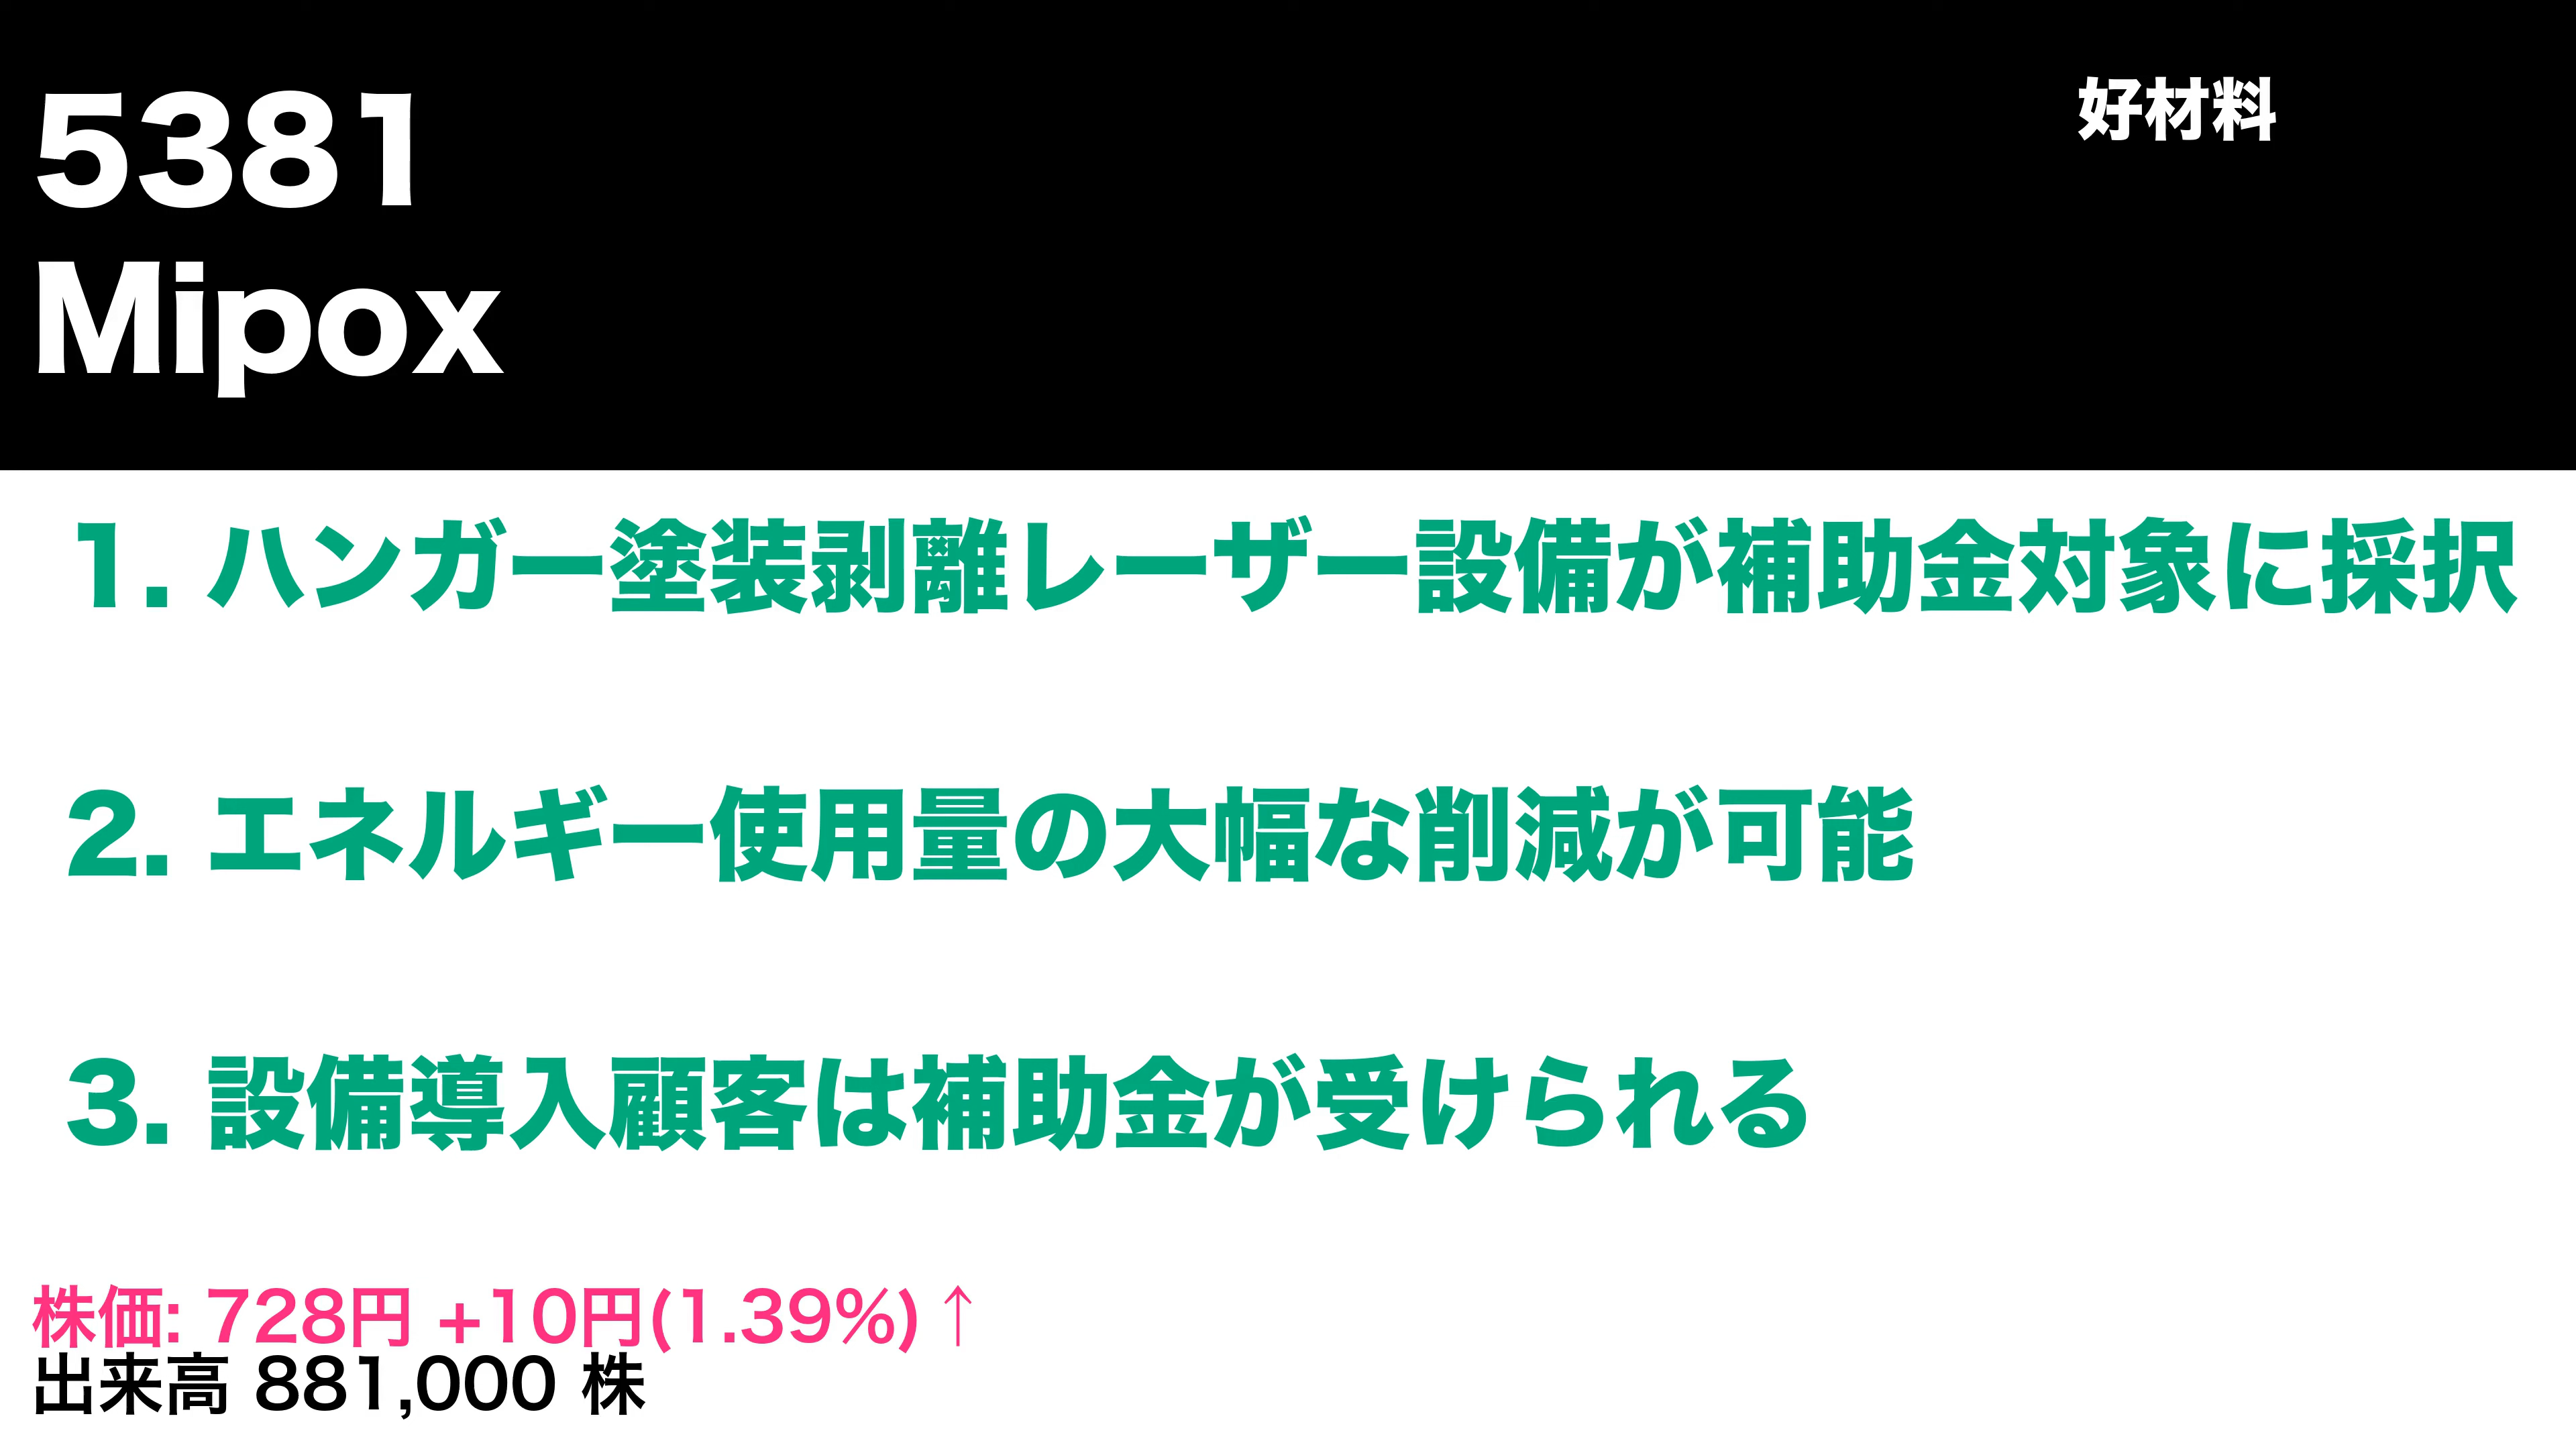 5381
Mipox
好材料
1. ハンガー塗装剥離レーザー設備が補助金対象に採択
2. エネルギー使用量の大幅な削減が可能
3. 設備導入顧客は補助金が受けられる
株価: 728円 +10円(1.39%)↑
出来高 881,000 株